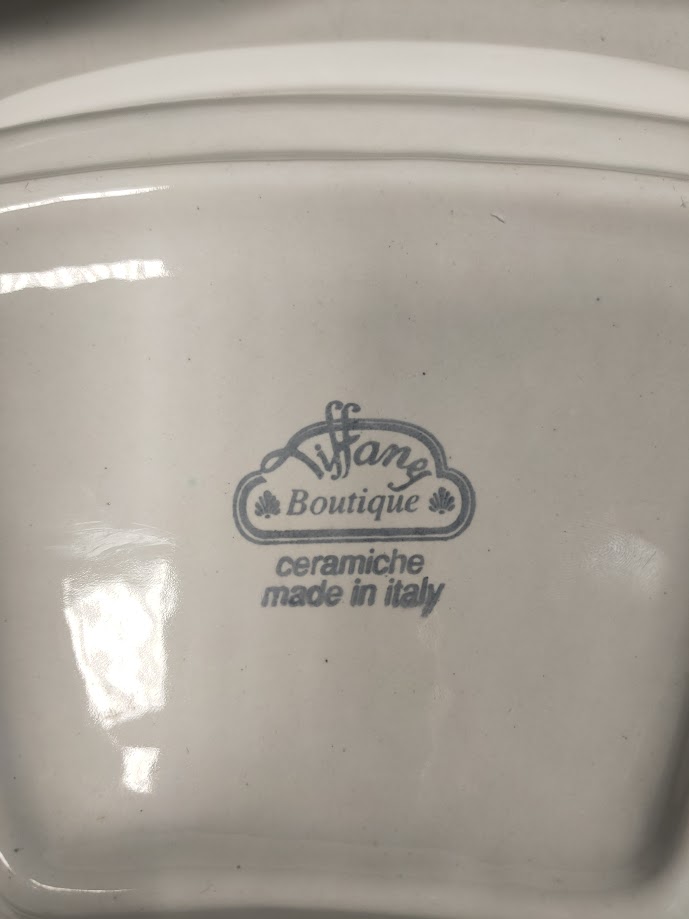 Tiffany
Boutique
ceramiche
made in italy